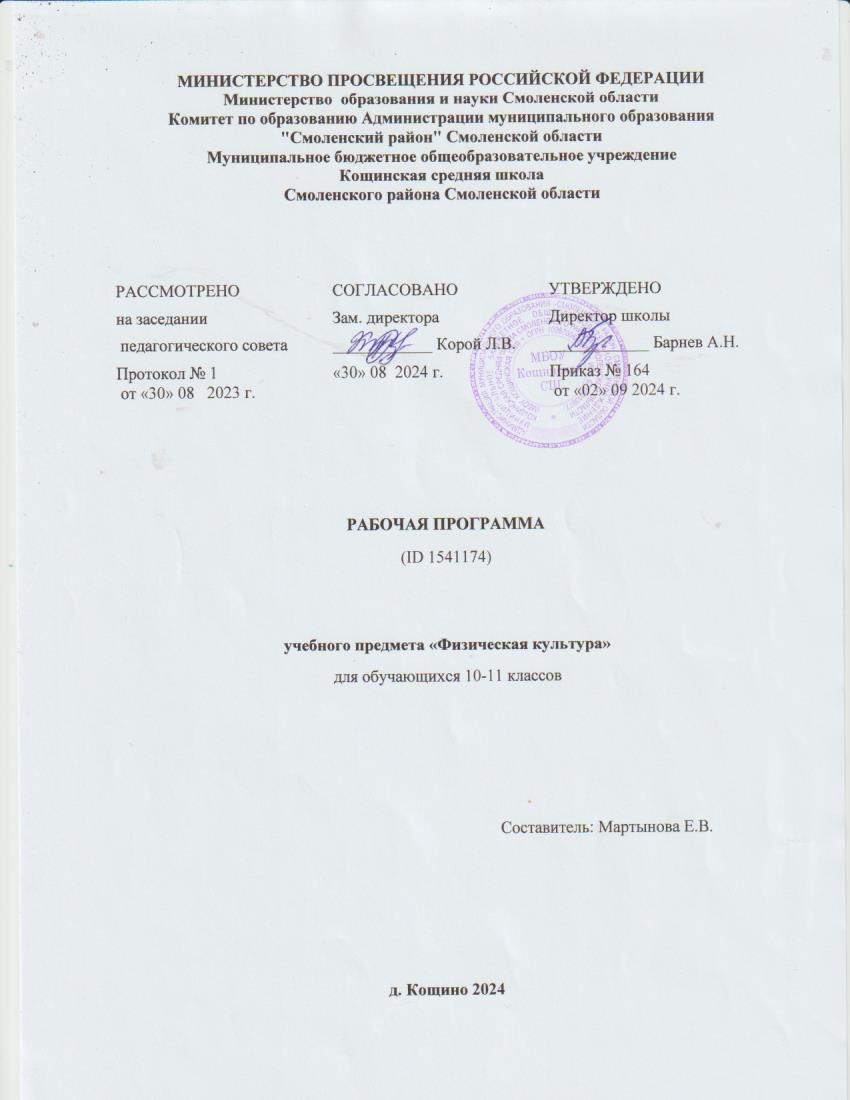 МИНИСТЕРСТВО ПРОСВЕЩЕНИЯ РОССИЙСКОЙ ФЕДЕРАЦИИ
Министерство образования и науки Смоленской области
Комитет по образованию Администрации муниципального образования
"Смоленский район" Смоленской области
Муниципальное бюджетное общеобразовательное учреждение
Кощинская средняя школа
Смоленского района Смоленской области
РАССМОТРЕНО
на заседании
педагогического совета
Протокол № 1
от «30» 08 2023 г.
СОГЛАСОВАНО
Зам. директора
____________ Корой Л.В.
«30» 08 2024 г.
УТВЕРЖДЕНО
Директор школы
____________ Барнев А.Н.
Приказ № 164
от «02» 09 2024 г.
МБОУ
СШ
РАБОЧАЯ ПРОГРАММА
(ID 1541174)
учебного предмета «Физическая культура»
для обучающихся 10-11 классов
Составитель: Мартынова Е.В.
д. Кощино 2024